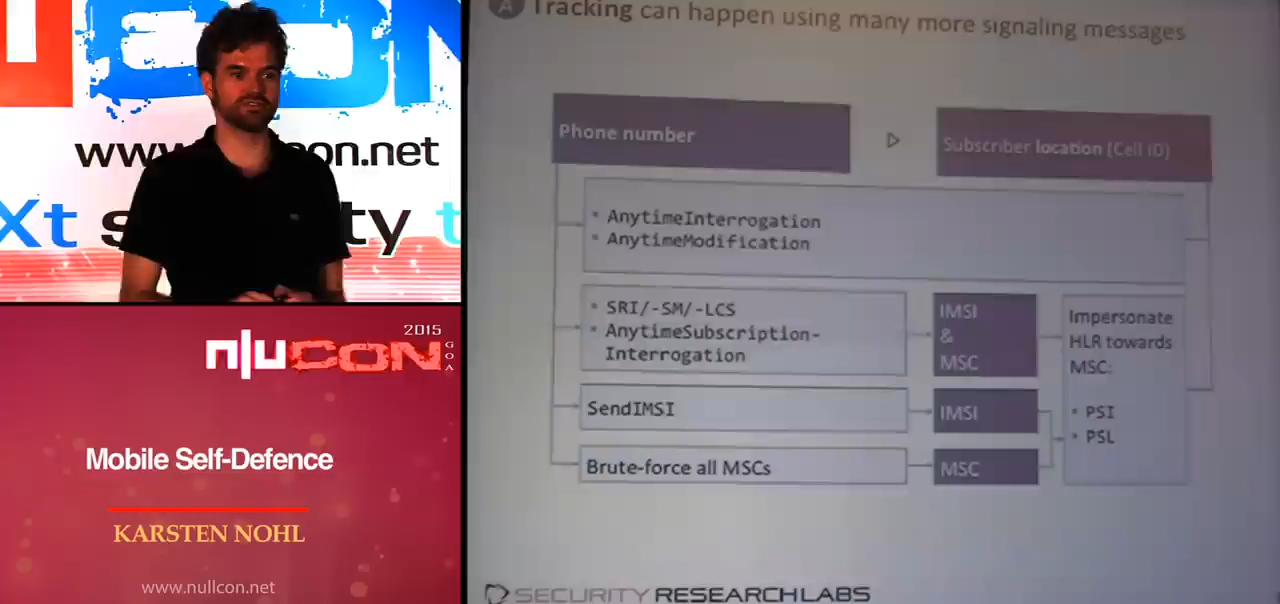 www.
on.net
Xt s
ty t
2015
n|uCON
GOA
Mobile Self-Defence
KARSTEN NOHL
www.nullcon.net
A Tracking can happen using many more signaling messages
Phone number
Subscriber location (Cell ID)
• AnytimeInterrogation
• AnytimeModification
• SRI/-SM/-LCS
• AnytimeSubscription-
Interrogation
IMSI
&
MSC
Impersonate
HLR towards
MSC:
• PSI
• PSL
SendIMSI
IMSI
Brute-force all MSCs
MSC
SECURITY RESEARCH LABS